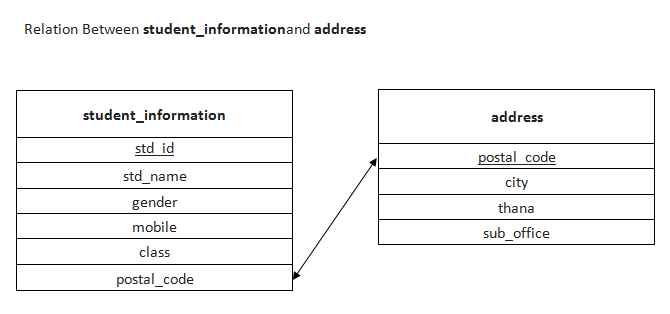 Relation Between student_informationand address
student_information
std_id
std_name
gender
mobile
class
postal_code
address
postal_code
city
thana
sub_office